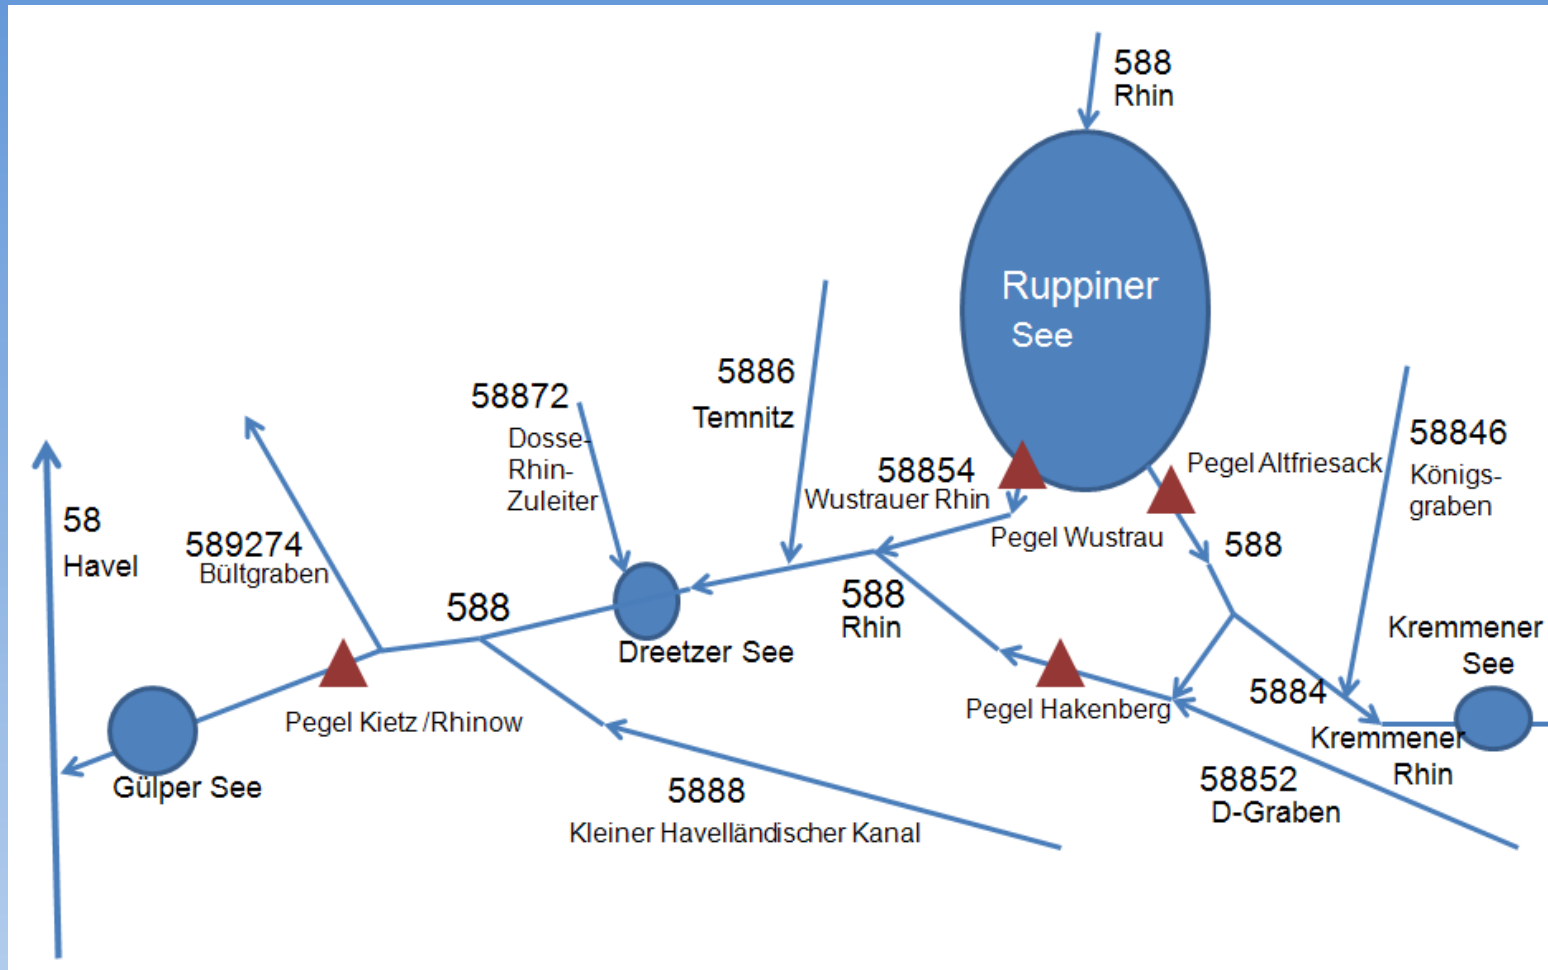 588
Rhin
Ruppiner
See
5886
Temnitz
58872
Dosse-
Rhin-
Zuleiter
58854
Wustrauer Rhin
Pegel Altfriesack
58846
Königs-
graben
58
Havel
589274
Bültgraben
Pegel Wustrau
588
588
588
Rhin
Dreetzer See
Kremmener
See
Pegel Kietz /Rhinow
Pegel Hakenberg
5884
Kremmener
Rhin
Gülper See
5888
Kleiner Havelländischer Kanal
58852
D-Graben